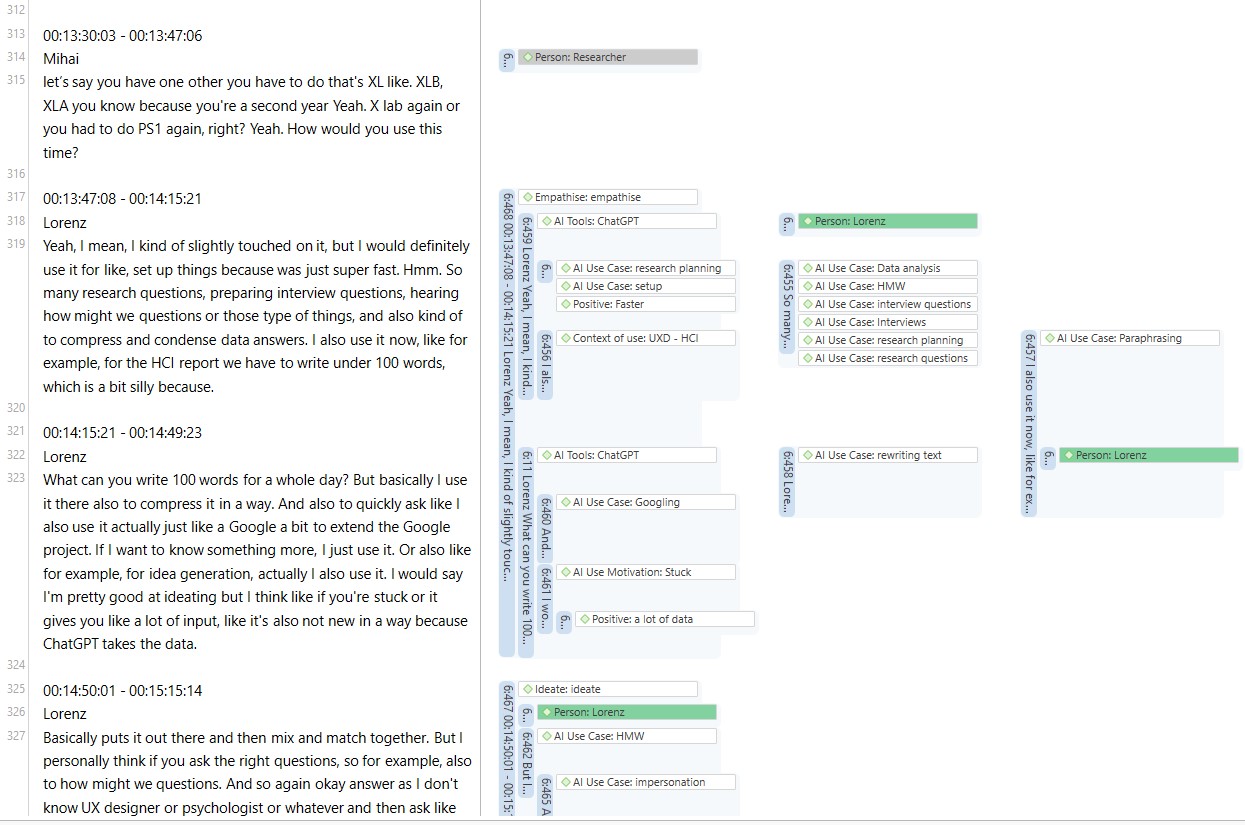 312
313 00:13:30:03 - 00:13:47:06
314 Mihai
315 let's say you have one other you have to do that's XL like. XLB,
XLA you know because you're a second year Yeah. X lab again or
you had to do PS1 again, right? Yeah. How would you use this
time?
316
317 00:13:47:08 - 00:14:15:21
318 Lorenz
319 Yeah, I mean, I kind of slightly touched on it, but I would definitely
use it for like, set up things because was just super fast. Hmm. So
many research questions, preparing interview questions, hearing
how might we questions or those type of things, and also kind of
to compress and condense data answers. I also use it now, like for
example, for the HCI report we have to write under 100 words,
which is a bit silly because.
320
321 00:14:15:21 - 00:14:49:23
322 Lorenz
323 What can you write 100 words for a whole day? But basically I use
it there also to compress it in a way. And also to quickly ask like I
also use it actually just like a Google a bit to extend the Google
project. If I want to know something more, I just use it. Or also like
for example, for idea generation, actually I also use it. I would say
I'm pretty good at ideating but I think like if you're stuck or it
gives you like a lot of input, like it's also not new in a way because
ChatGPT takes the data.
324
325 00:14:50:01 - 00:15:15:14
326 Lorenz
327 Basically puts it out there and then mix and match together. But I
personally think if you ask the right questions, so for example, also
to how might we questions. And so again okay answer as I don't
know UX designer or psychologist or whatever and then ask like
6...
Person: Researcher
6:468 00:13:47:08 - 00:14:15:21 Lorenz Yeah, I mean, I kind of slightly touc...
Empathise: empathise
6:459 Lorenz Yeah, I mean, I kind...
AI Tools: ChatGPT
6...
Person: Lorenz
6...
AI Use Case: research planning
AI Use Case: setup
Positive: Faster
6:455 So many...
AI Use Case: Data analysis
AI Use Case: HMW
AI Use Case: interview questions
AI Use Case: Interviews
AI Use Case: research planning
AI Use Case: research questions
6:456 I als...
Context of use: UXD - HCI
6:457 I also use it now, like for ex...
AI Use Case: Paraphrasing
6:11 Lorenz What can you write 100...
AI Tools: ChatGPT
6:458 Lore...
AI Use Case: rewriting text
6...
Person: Lorenz
6:460 And...
AI Use Case: Googling
6:461 I wo...
AI Use Motivation: Stuck
6...
Positive: a lot of data
6:467 00:14:50:01 - 00:15:
Ideate: ideate
6...
Person: Lorenz
6:462 But I...
AI Use Case: HMW
6:465 A
AI Use Case: impersonation